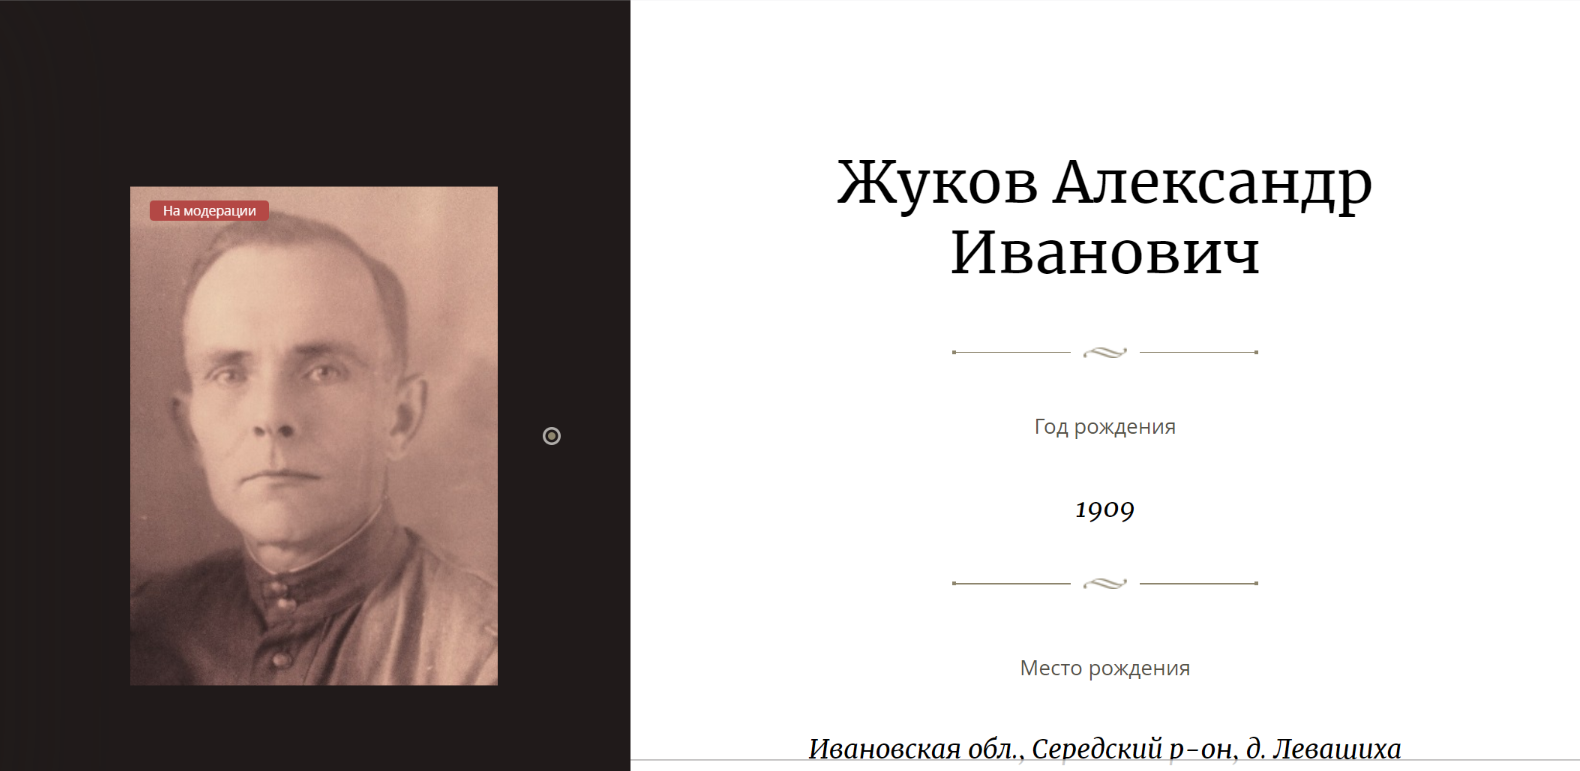 На модерации
Жуков Александр
Иванович
Год рождения
1909
Место рождения
Ивановская обл., Середский р-он, д. Левашиха